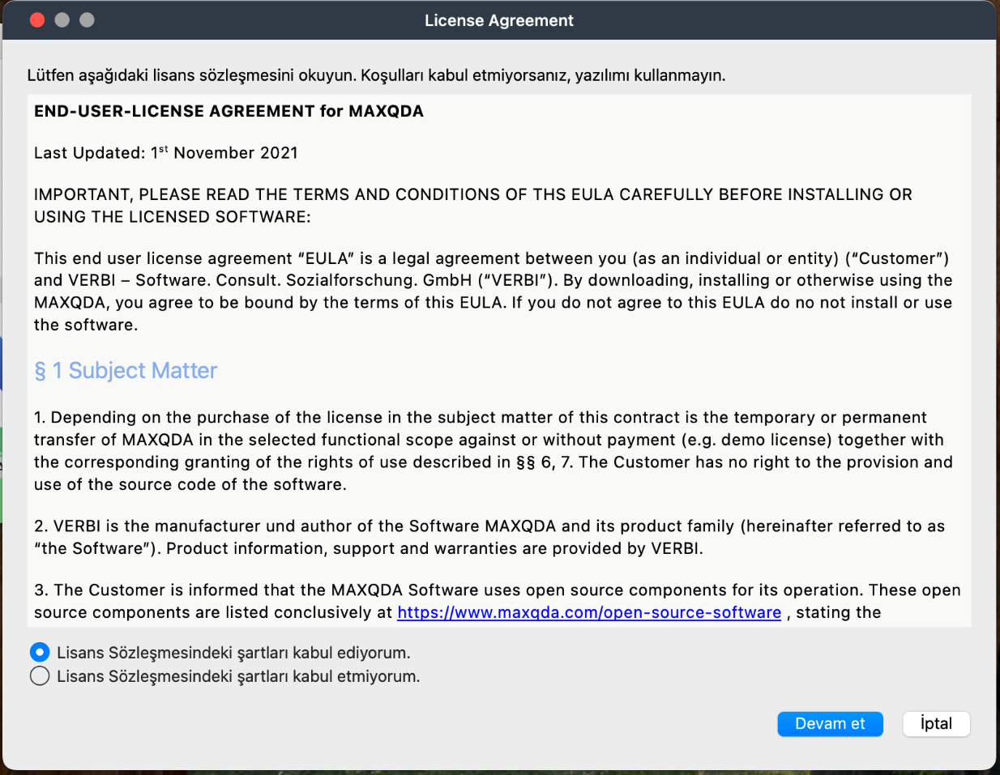 License Agreement
Lütfen aşağıdaki lisans sözleşmesini okuyun. Koşulları kabul etmiyorsanız, yazılımı kullanmayın.
END-USER-LICENSE AGREEMENT for MAXQDA
Last Updated: 1st November 2021
IMPORTANT, PLEASE READ THE TERMS AND CONDITIONS OF THS EULA CAREFULLY BEFORE INSTALLING OR
USING THE LICENSED SOFTWARE:
This end user license agreement “EULA” is a legal agreement between you (as an individual or entity) (“Customer”)
and VERBI – Software. Consult. Sozialforschung. GmbH (“VERBI”). By downloading, installing or otherwise using the
MAXQDA, you agree to be bound by the terms of this EULA. If you do not agree to this EULA do no not install or use
the software.
§ 1 Subject Matter
1. Depending on the purchase of the license in the subject matter of this contract is the temporary or permanent
transfer of MAXQDA in the selected functional scope against or without payment (e.g. demo license) together with
the corresponding granting of the rights of use described in §§ 6, 7. The Customer has no right to the provision and
use of the source code of the software.
2. VERBI is the manufacturer und author of the Software MAXQDA and its product family (hereinafter referred to as
“the Software”). Product information, support and warranties are provided by VERBI.
3. The Customer is informed that the MAXQDA Software uses open source components for its operation. These open
source components are listed conclusively at https://www.maxqda.com/open-source-software , stating the
Lisans Sözleşmesindeki şartları kabul ediyorum.
Lisans Sözleşmesindeki şartları kabul etmiyorum.
Devam et
İptal